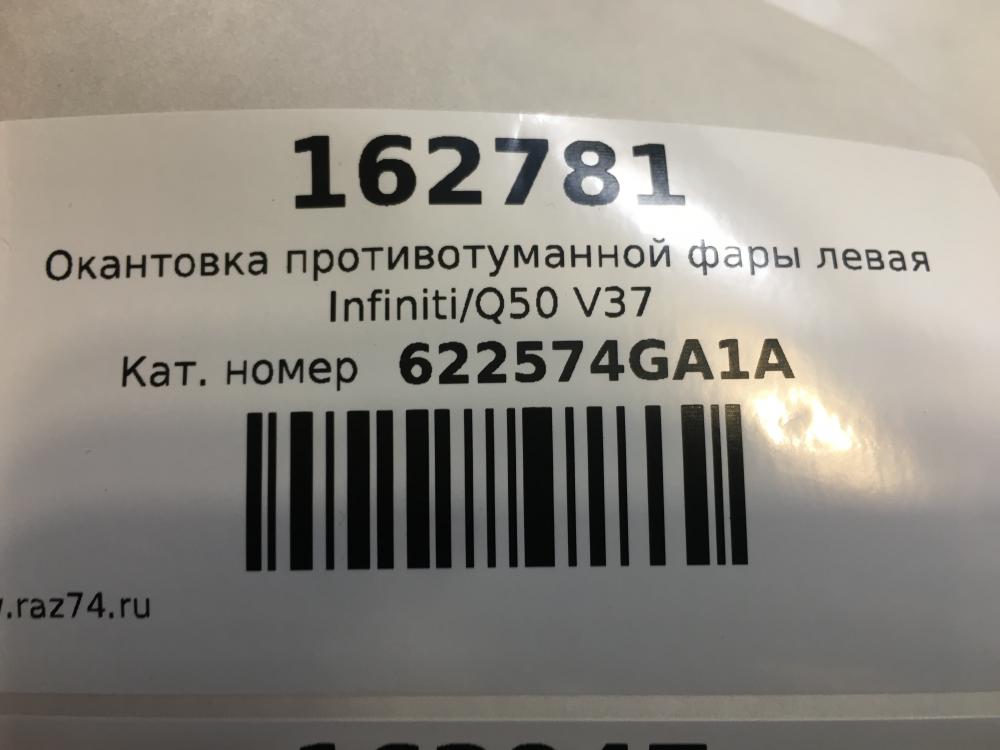 162781
Окантовка противотуманной фары левая
Infiniti/Q50 V37
Кат. номер 622574GA1A
.raz74.ru